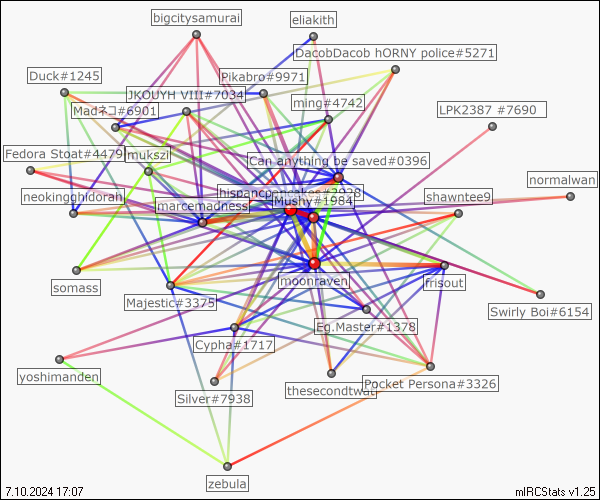 bigcitysamurai
eliakith
DacobDacob hORNY police#5271
Duck#1245
Pikabro#9971
JKOUYH VIII#7034
ming#4742
Madネコ#6901
LPK2387 #7690
Fedora Stoat#4479
mukszi
Can anything be saved#0396
normalwan
neokingghidorah
hispancpencakes#2928
shawntee9
marcemadness
Mushy#1984
somass
moonraven
frisout
Majestic#3375
Swirly Boi#6154
Eg.Master#1378
Cypha#1717
yoshimanden
Silver#7938
thesecondtwat
Pocket Persona#3326
zebula
7.10.2024 17:07
mIRCStats v1.25